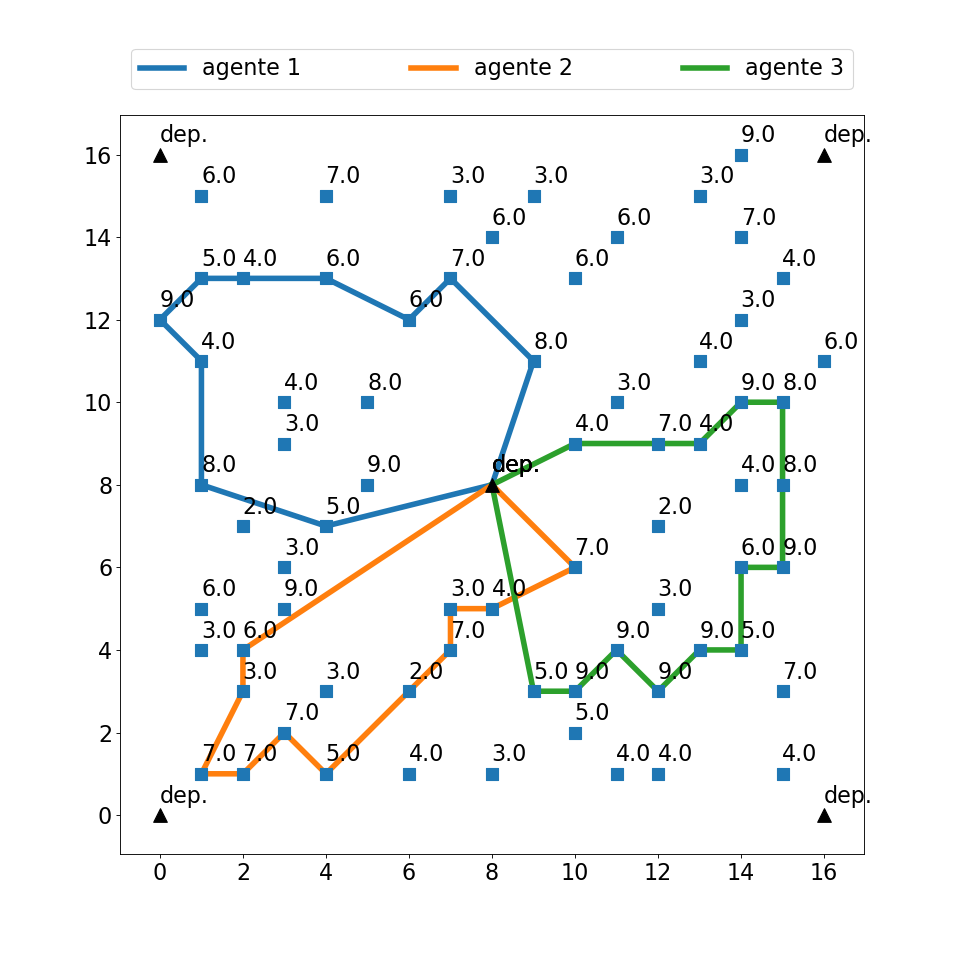 agente 1 agente 2 agente 3
9.0
dep. dep.
16
6.0 7.0 3.0 3.0 3.0
6.0 6.0 7.0
14
5.0 4.0 6.0 7.0 6.0 4.0
9.0 6.0 3.0
12
4.0 8.0 4.0 6.0
4.0 8.0 3.0 9.0 8.0
10
3.0 4.0 7.0 4.0
8.0 9.0 dep. 4.0 8.0
8
2.0 5.0 2.0
3.0 7.0 6.0 9.0
6
6.0 9.0 3.0 4.0 3.0
3.0 6.0 7.0 9.0 9.0 5.0
4
3.0 3.0 2.0 5.0 9.0 9.0 7.0
7.0 5.0
2
7.0 7.0 5.0 4.0 3.0 4.0 4.0 4.0
dep. dep.
0
0 2 4 6 8 10 12 14 16